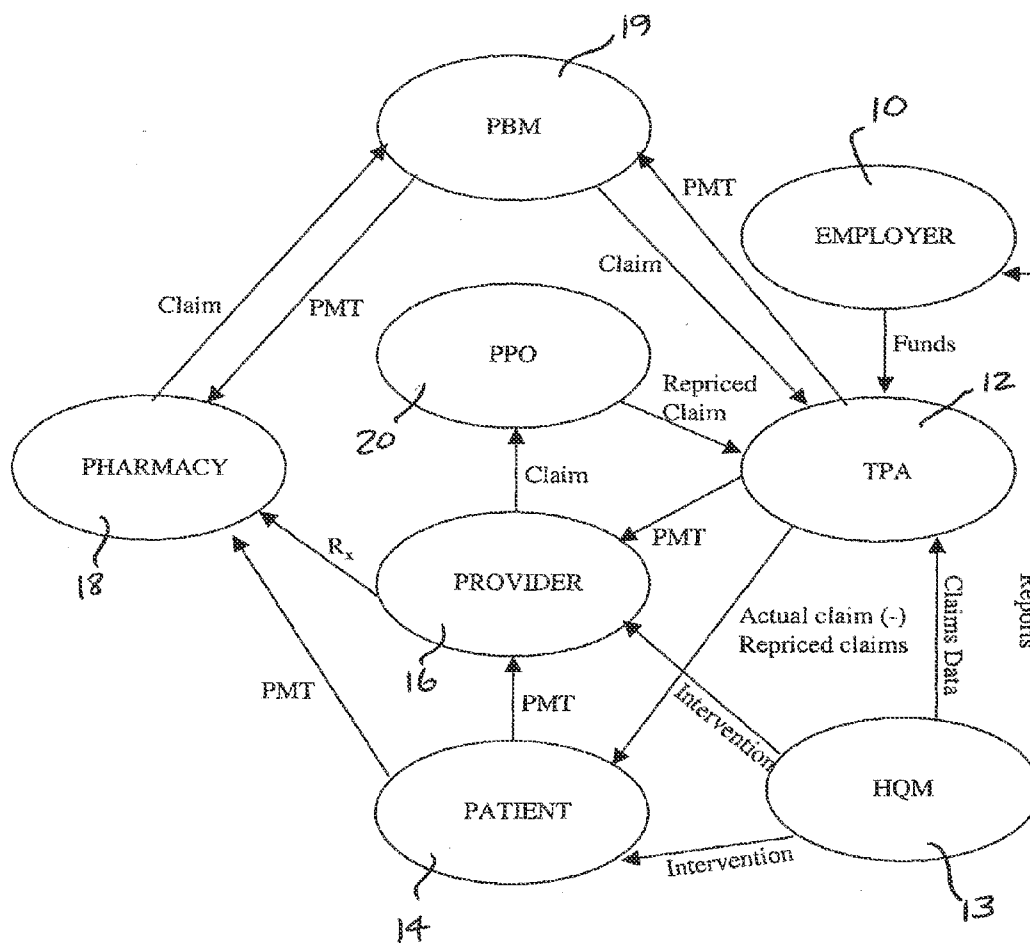 19
PBM
10
PMT
EMPLOYER
Claim
Claim
PMT
PPO
Funds
Repriced
Claim
12
20
PHARMACY
TPA
Claim
PMT
18
Rx
PROVIDER
Reports
Actual claim (-)
Repriced claims
Claims Data
16
PMT
PMT
Intervention
PATIENT
HQM
Intervention
14
13